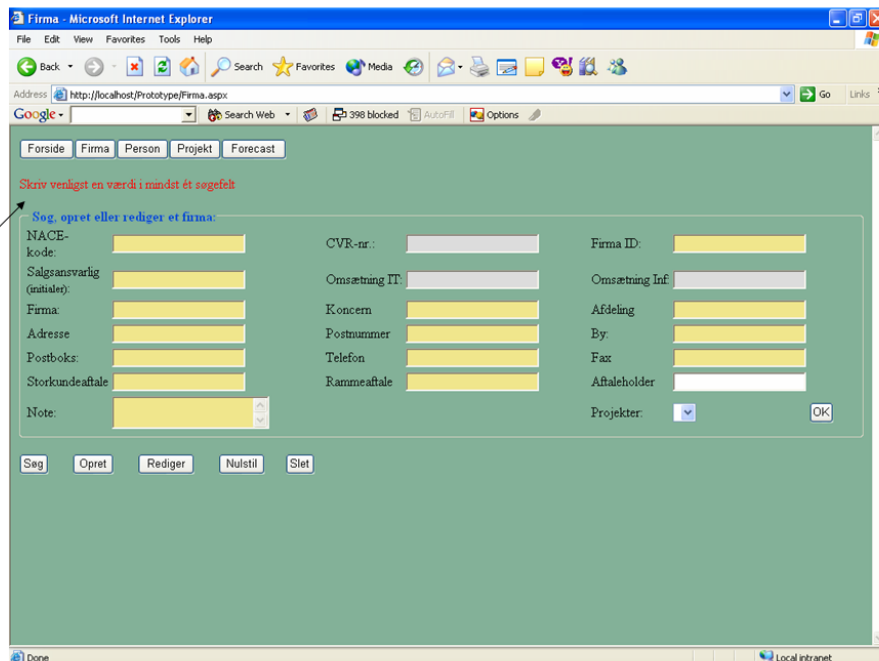 Firma - Microsoft Internet Explorer
File Edit View Favorites Tools Help
Back Search Favorites Media
Address http://localhost/Prototype/Firma.aspx Go Links
Google Search Web 398 blocked AutoFill Options
Forside Firma Person Projekt Forecast
Skriv venligst en værdi i mindst ét søgefelt
Søg, opret eller rediger et firma:
NACE-
kode: CVR-nr.: Firma ID:
Salgsansvarlig
(initialer): Omsætning IT: Omsætning Inf:
Firma: Koncern Afdeling
Adresse Postnummer By:
Postboks: Telefon Fax
Storkundeaftale Rammeaftale Aftaleholder
Note: Projekter: OK
Søg Opret Rediger Nulstil Slet
Done Local intranet